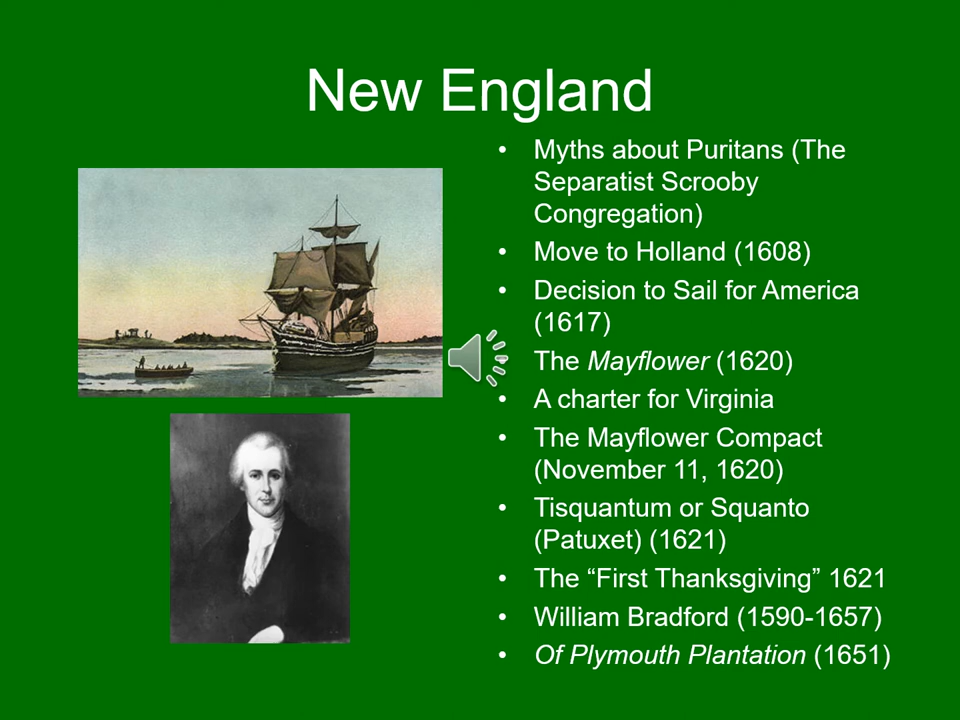 New England
• Myths about Puritans (The
Separatist Scrooby
Congregation)
• Move to Holland (1608)
• Decision to Sail for America
(1617)
• The Mayflower (1620)
• A charter for Virginia
• The Mayflower Compact
(November 11, 1620)
• Tisquantum or Squanto
(Patuxet) (1621)
• The “First Thanksgiving” 1621
• William Bradford (1590-1657)
• Of Plymouth Plantation (1651)